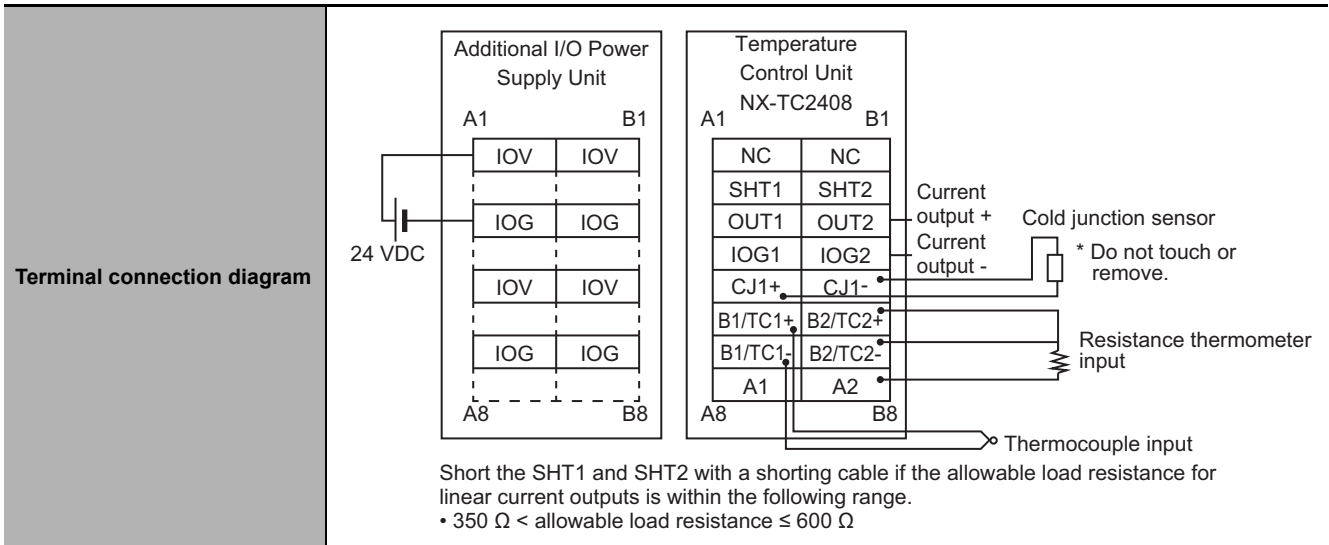 Terminal connection diagram
Additional I/O Power
Supply Unit
A1 B1
IOV IOV
IOG IOG
IOV IOV
IOG IOG
A8 B8
24 VDC
Temperature
Control Unit
NX-TC2408
A1 B1
NC NC
SHT1 SHT2
OUT1 OUT2
IOG1 IOG2
CJ1+ CJ1-
B1/TC1+ B2/TC2+
B1/TC1- B2/TC2-
A1 A2
A8 B8
Current
output +
Current
output -
Cold junction sensor
* Do not touch or
remove.
Resistance thermometer
input
Thermocouple input
Short the SHT1 and SHT2 with a shorting cable if the allowable load resistance for
linear current outputs is within the following range.
• 350 Ω < allowable load resistance ≤ 600 Ω